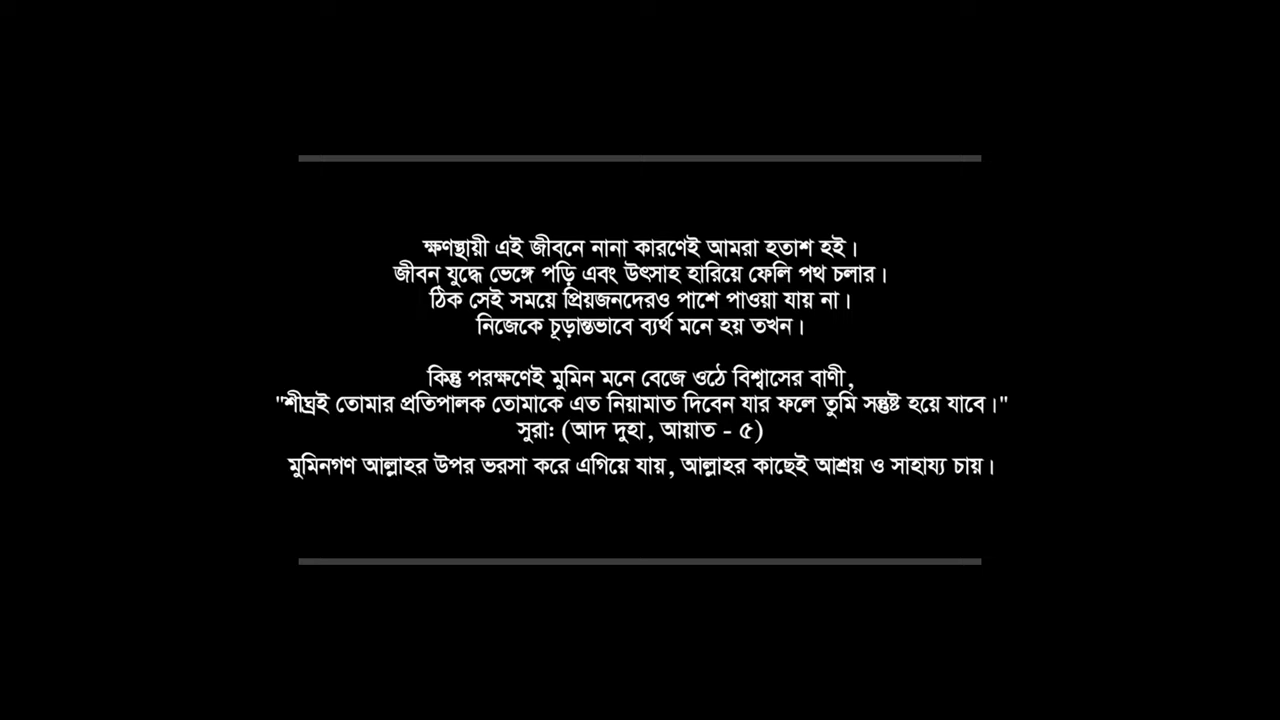 ক্ষণস্থায়ী এই জীবনে নানা কারণেই আমরা হতাশ হই।
জীবন যুদ্ধে ভেঙ্গে পড়ি এবং উৎসাহ হারিয়ে ফেলি পথ চলার।
ঠিক সেই সময়ে প্রিয়জনদেরও পাশে পাওয়া যায় না।
নিজেকে চূড়ান্তভাবে ব্যর্থ মনে হয় তখন।
কিন্তু পরক্ষণেই মুমিন মনে বেজে ওঠে বিশ্বাসের বাণী,
"শীঘ্রই তোমার প্রতিপালক তোমাকে এত নিয়ামাত দিবেন যার ফলে তুমি সন্তুষ্ট হয়ে যাবে।"
সুরাঃ (আদ দুহা, আয়াত - ৫)
মুমিনগণ আল্লাহর উপর ভরসা করে এগিয়ে যায়, আল্লাহর কাছেই আশ্রয় ও সাহায্য চায়।